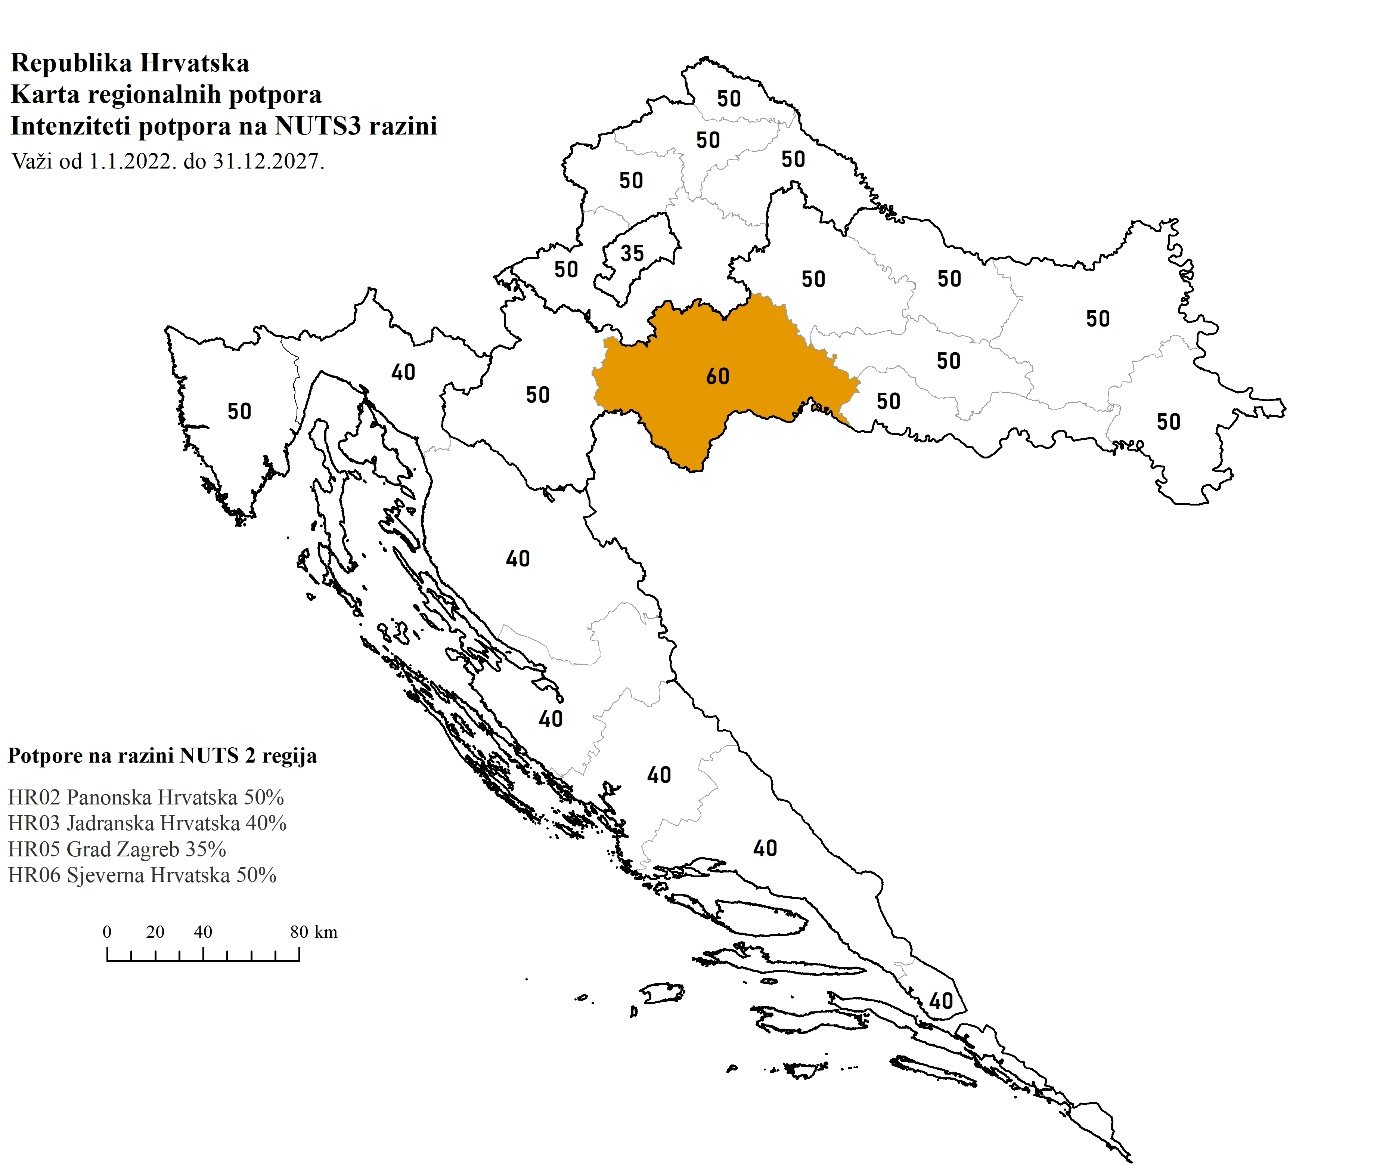 Republika Hrvatska
Karta regionalnih potpora
Intenziteti potpora na NUTS3 razini
Važi od 1.1.2022. do 31.12.2027.
50
50
50
50
35
50
50
50
50
40
50
60
50
50
50
50
50
40
40
40
40
40
Potpore na razini NUTS 2 regija
HR02 Panonska Hrvatska 50%
HR03 Jadranska Hrvatska 40%
HR05 Grad Zagreb 35%
HR06 Sjeverna Hrvatska 50%
0 20 40 80 km